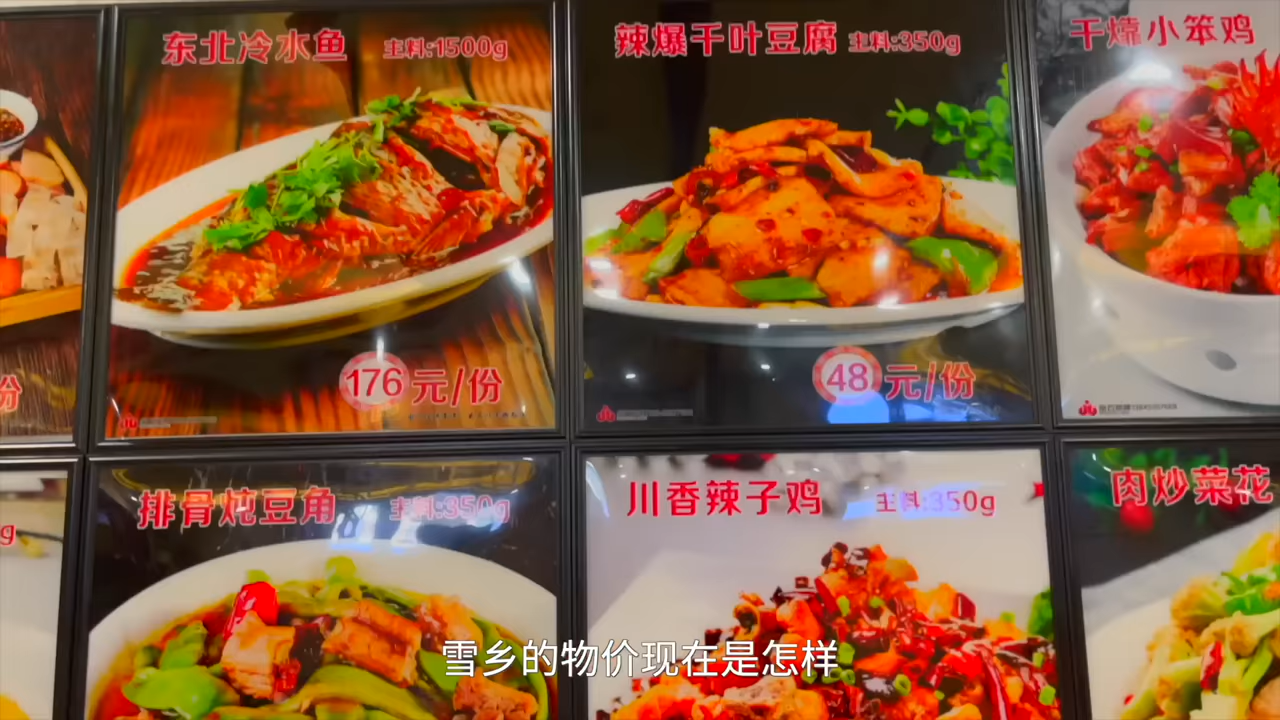 东北冷水鱼 主料:1500g
辣爆千叶豆腐 主料:350g
干烧小笨鸡
份
176元/份
48元/份
g
排骨炖豆角 主料:350g
川香辣子鸡 主料:350g
肉炒菜花
雪乡的物价现在是怎样